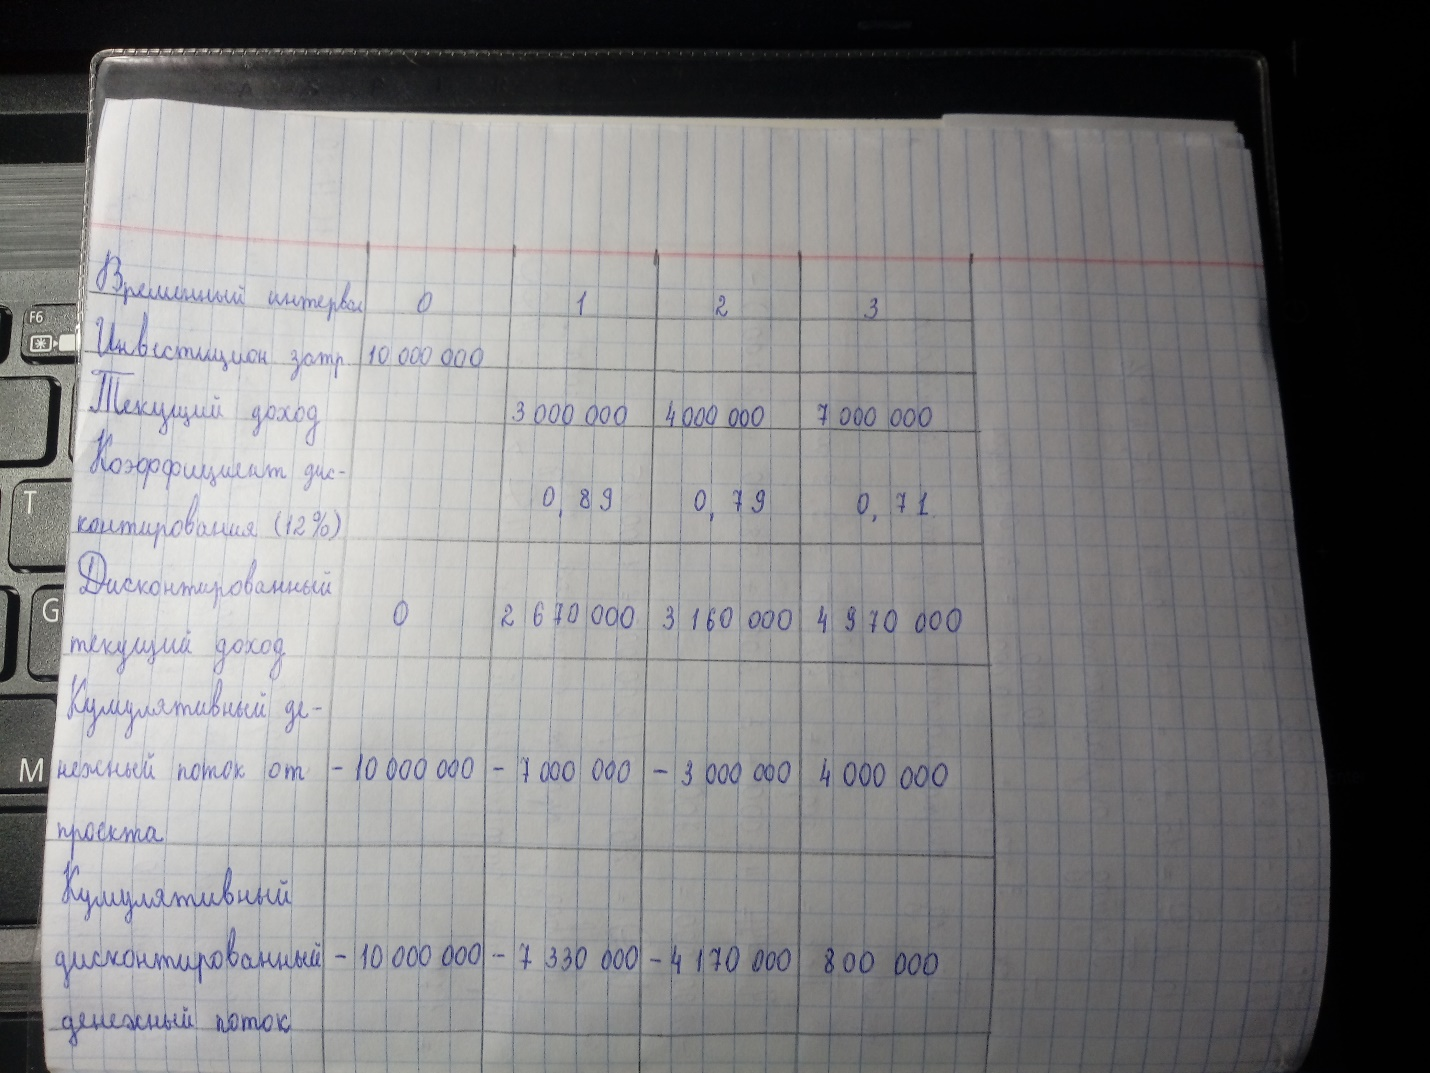 Временный интервал 0 1 2 3
Инвестицион затр. 10 000 000
Текущий доход 3 000 000 4 000 000 7 000 000
Коэффициент дис-
контирования (12%) 0,89 0,79 0,71
Дисконтированный
текущий доход 0 2 670 000 3 160 000 4 970 000
Кумулятивный де-
нежный поток от - 10 000 000 - 7 000 000 - 3 000 000 4 000 000
проекта
Кумулятивный
дисконтированный - 10 000 000 - 7 330 000 - 4 170 000 800 000
денежный поток
F6
T
G
M